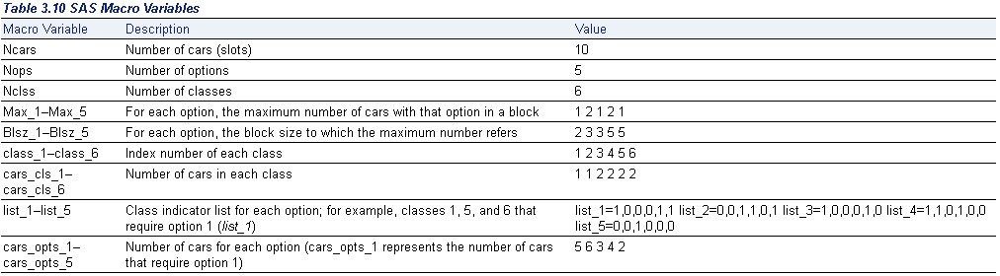 Table 3.10 SAS Macro Variables
Macro Variable Description Value
Ncars Number of cars (slots) 10
Nops Number of options 5
Nclss Number of classes 6
Max_1–Max_5 For each option, the maximum number of cars with that option in a block 1 2 1 2 1
Blsz_1–Blsz_5 For each option, the block size to which the maximum number refers 2 3 3 5 5
class_1–class_6 Index number of each class 1 2 3 4 5 6
cars_cls_1– Number of cars in each class 1 1 2 2 2 2
cars_cls_6
list_1–list_5 Class indicator list for each option; for example, classes 1, 5, and 6 that list_1=1,0,0,0,1,1 list_2=0,0,1,1,0,1 list_3=1,0,0,0,1,0 list_4=1,1,0,1,0,0
require option 1 (list_1) list_5=0,0,1,0,0,0
cars_opts_1– Number of cars for each option (cars_opts_1 represents the number of cars 5 6 3 4 2
cars_opts_5 that require option 1)